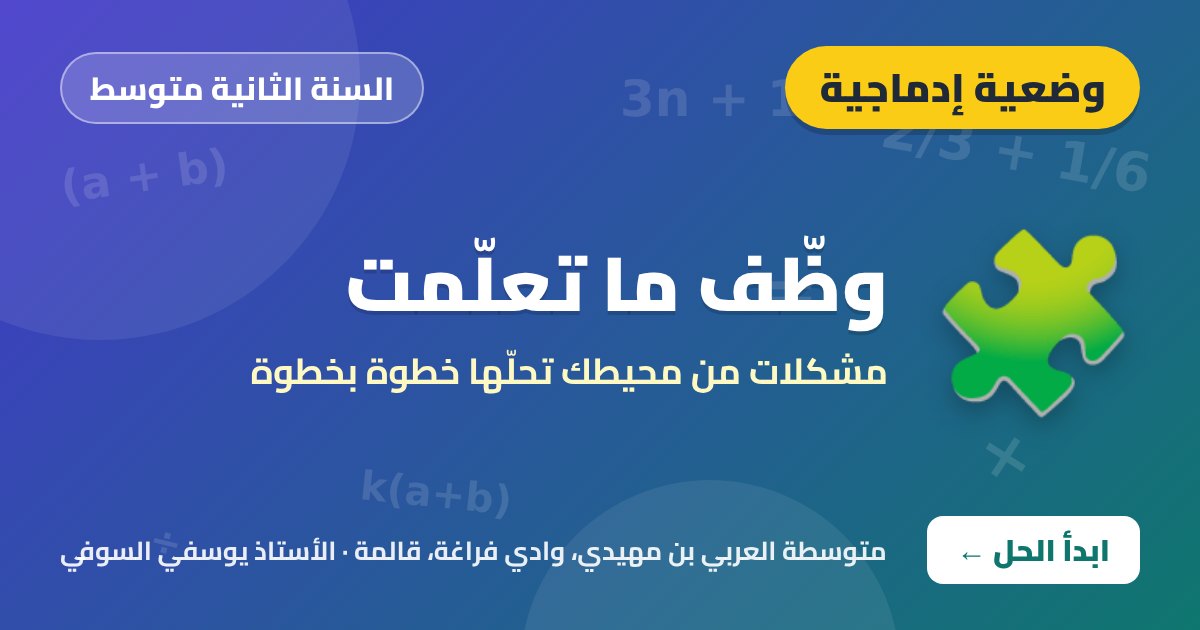 وضعية إدماجية
السنة الثانية متوسط
3n + 1
2/3 + 1/6
(a + b)
وظّف ما تعلّمت
مشكلات من محيطك تحلّها خطوة بخطوة
×
k(a+b)
÷
ابدأ الحل ←
متوسطة العربي بن مهيدي، وادي فراغة، قالمة · الأستاذ يوسفي السوفي